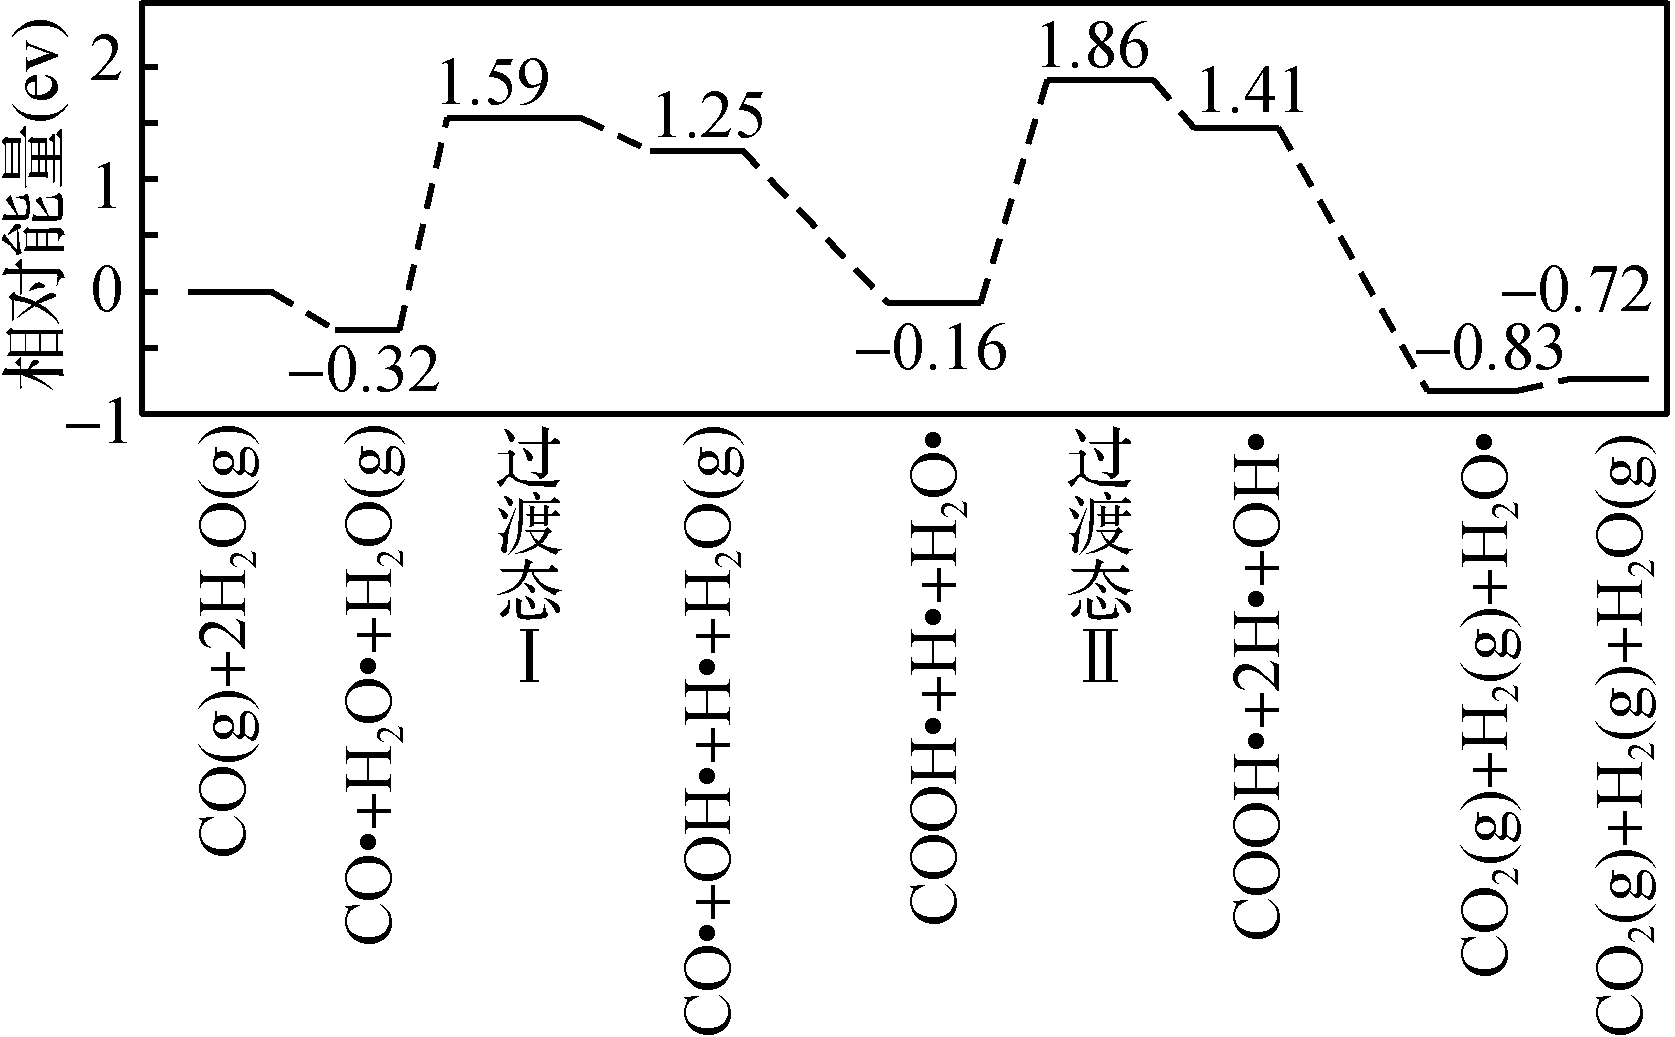 相对能量(ev)
2
1
0
−1
1.59
1.25
1.86
1.41
−0.32
−0.16
−0.83
−0.72
CO(g)+2H₂O(g)
CO•+H₂O•+H₂O(g)
过渡态Ⅰ
CO•+OH•+H•+H₂O(g)
COOH•+H•+H₂O•
过渡态Ⅱ
COOH•+2H•+OH•
CO₂(g)+H₂(g)+H₂O•
CO₂(g)+H₂(g)+H₂O(g)